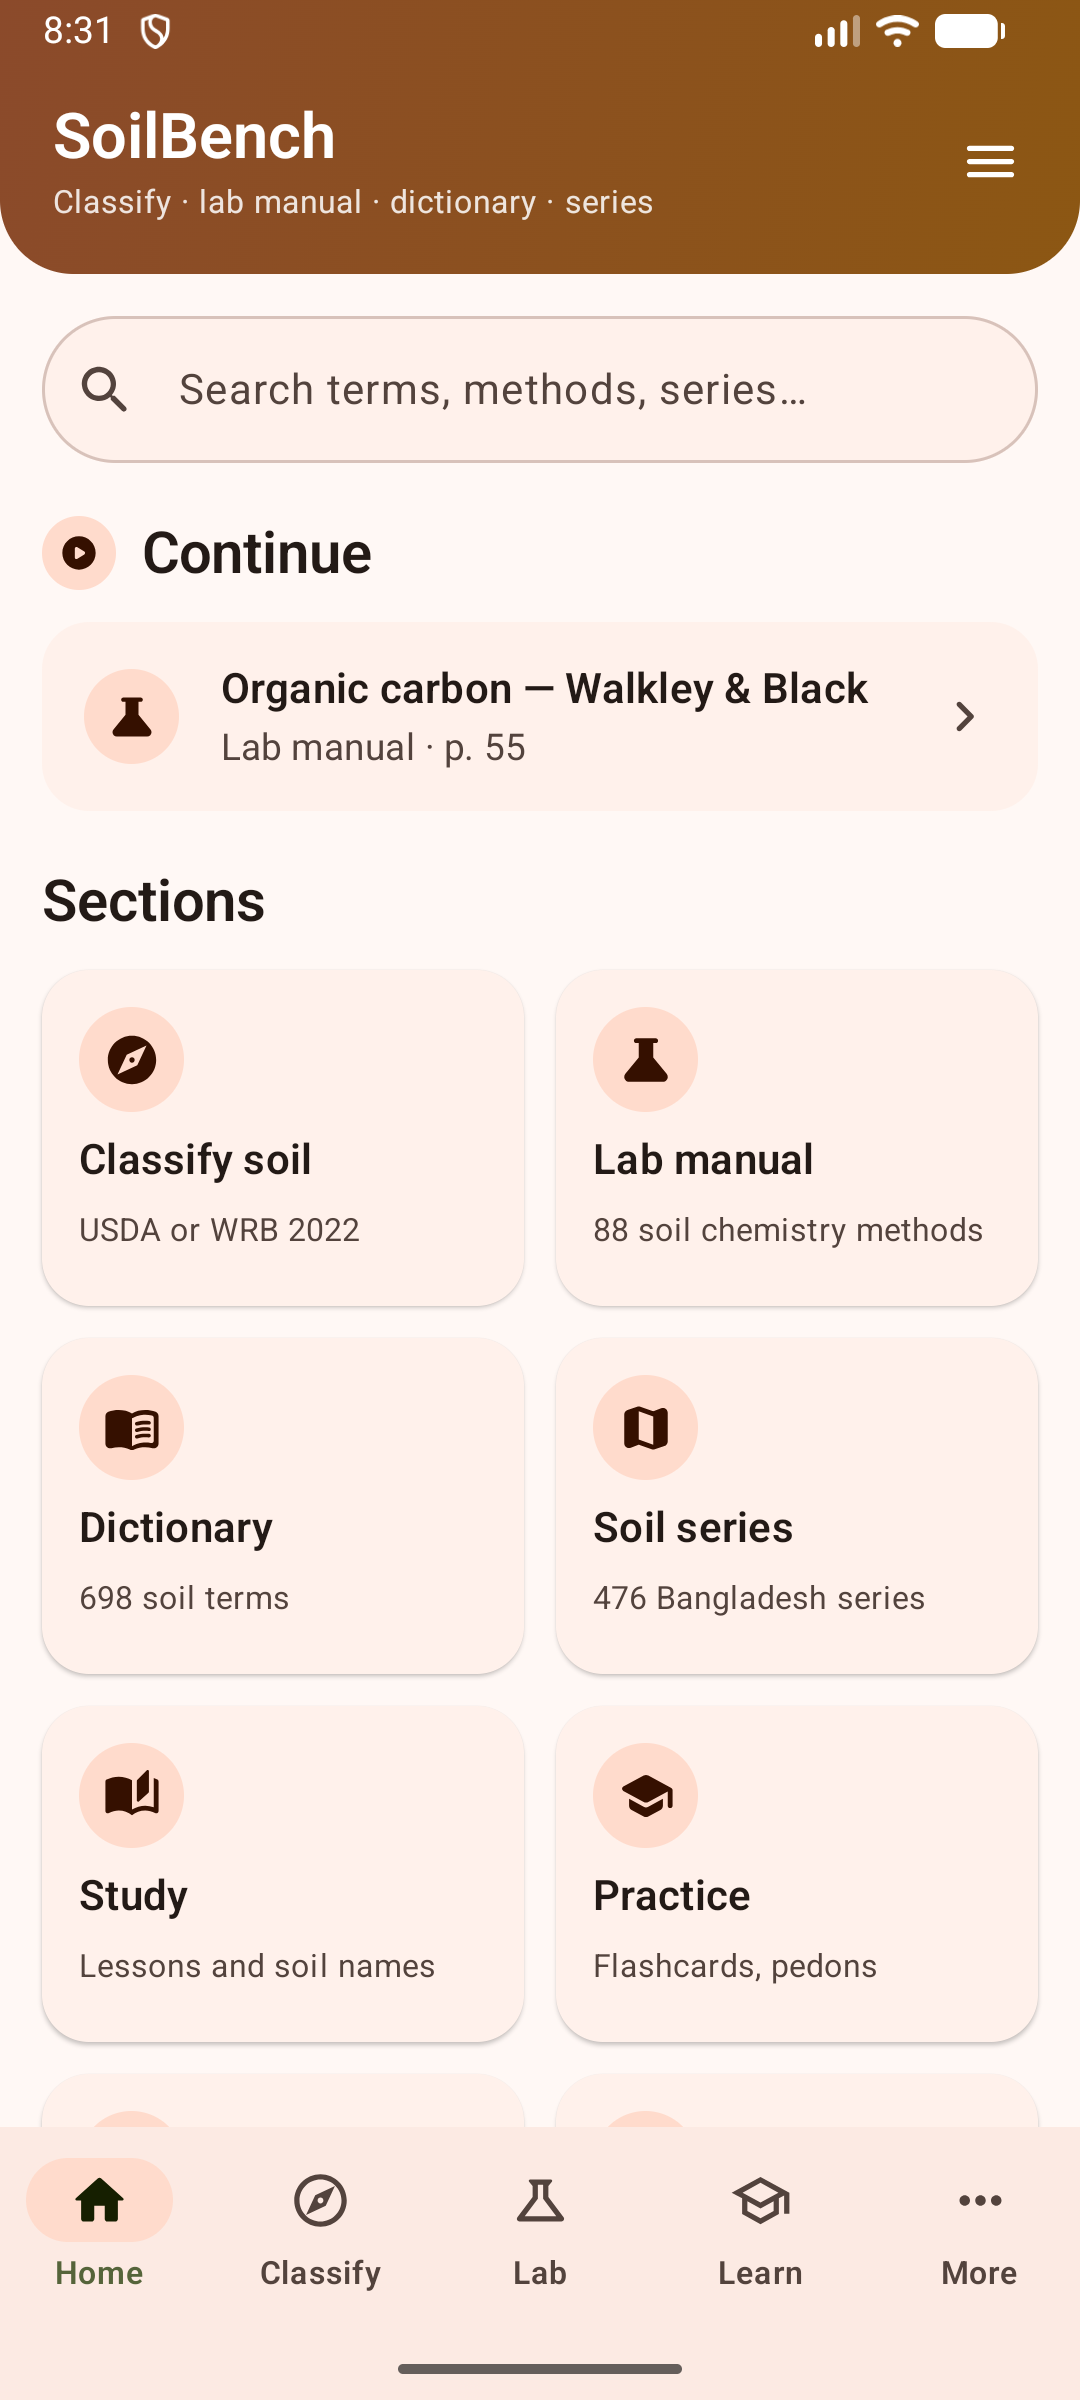 8:31
SoilBench
Classify · lab manual · dictionary · series
Search terms, methods, series…
Continue
Organic carbon — Walkley & Black
Lab manual · p. 55
Sections
Classify soil
USDA or WRB 2022
Lab manual
88 soil chemistry methods
Dictionary
698 soil terms
Soil series
476 Bangladesh series
Study
Lessons and soil names
Practice
Flashcards, pedons
Home
Classify
Lab
Learn
More